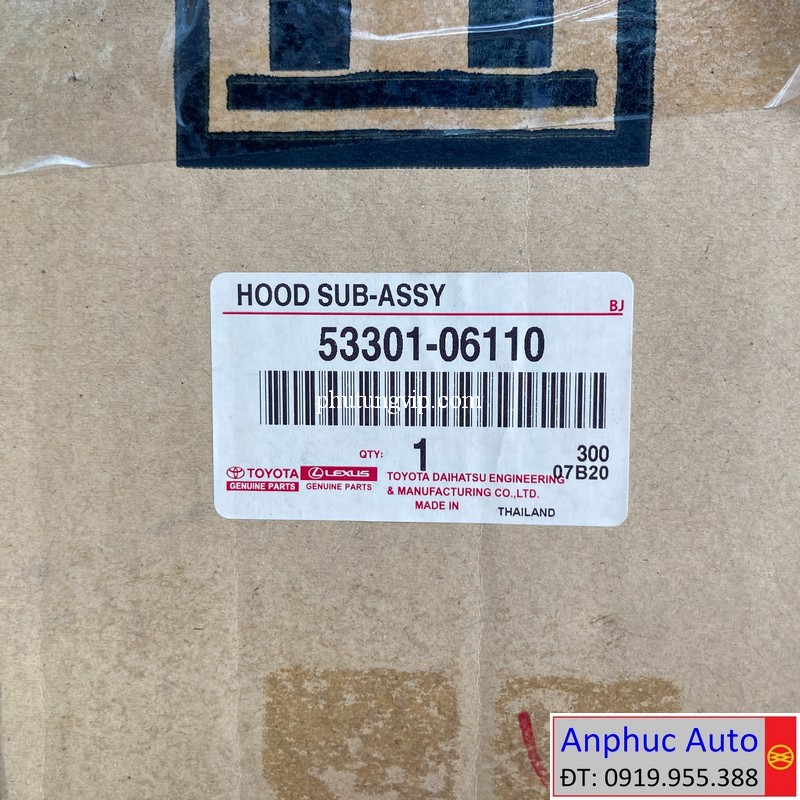 HOOD SUB-ASSY
BJ
53301-06110
phutungvip.com
QTY: 1
300
07B20
TOYOTA
GENUINE PARTS
LEXUS
GENUINE PARTS
TOYOTA DAIHATSU ENGINEERING
& MANUFACTURING CO.,LTD.
MADE IN THAILAND
Anphuc Auto
ĐT: 0919.955.388